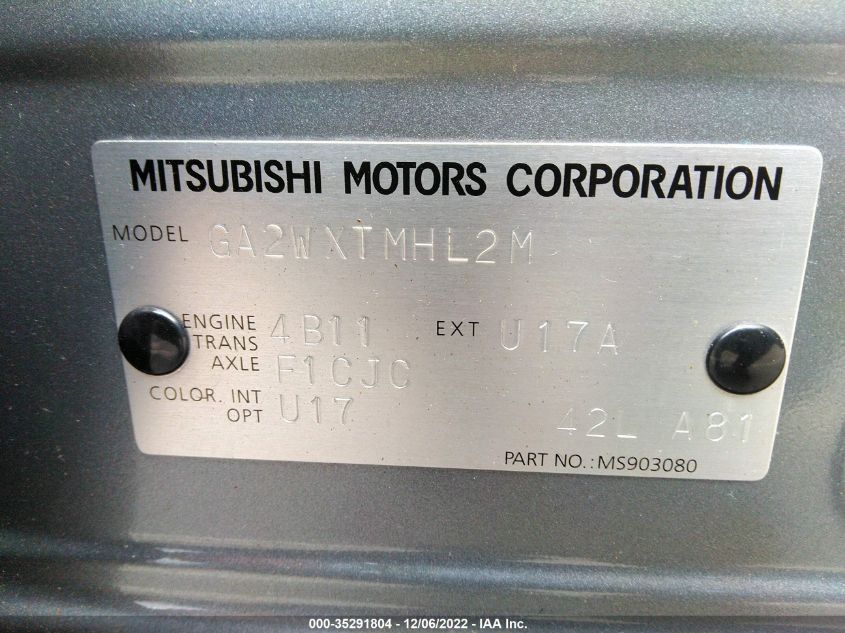 MITSUBISHI MOTORS CORPORATION
MODEL GA2WXTMHL2M
ENGINE 4B11 EXT U17A
TRANS
AXLE F1CJC
COLOR. INT U17
OPT 42L A81
PART NO.:MS903080
000-35291804 - 12/06/2022 - IAA Inc.